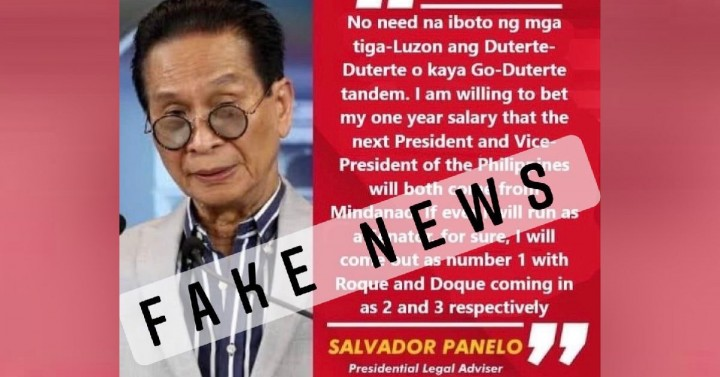 No need na iboto ng mga
tiga-Luzon ang Duterte-
Duterte o kaya Go-Duterte
tandem. I am willing to bet
my one year salary that the
next President and Vice-
President of the Philippines
will both come from
Mindanao. If ever will run as
a senator, for sure, I will
come out as number 1 with
Roque and Doque coming in
as 2 and 3 respectively
FAKE NEWS
SALVADOR PANELO
Presidential Legal Adviser